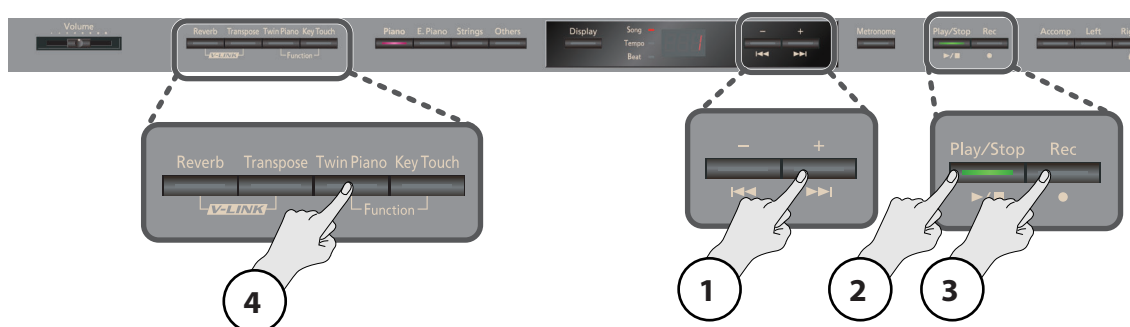 Volume
Reverb Transpose Twin Piano Key Touch
V-LINK Function
Piano E. Piano Strings Others
Display Song
Tempo
Beat
1
− +
Metronome
Play/Stop Rec
Accomp Left
Reverb Transpose Twin Piano Key Touch
V-LINK Function
− +
Play/Stop Rec
4
1
2
3